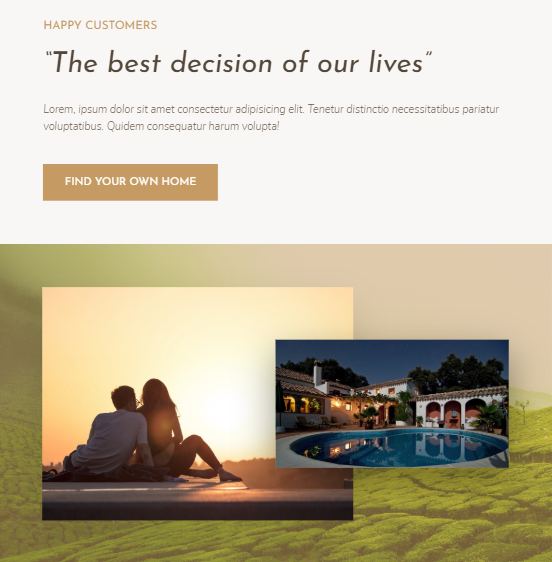 HAPPY CUSTOMERS
“The best decision of our lives”
Lorem, ipsum dolor sit amet consectetur adipisicing elit. Tenetur distinctio necessitatibus pariatur
voluptatibus. Quidem consequatur harum volupta!
FIND YOUR OWN HOME